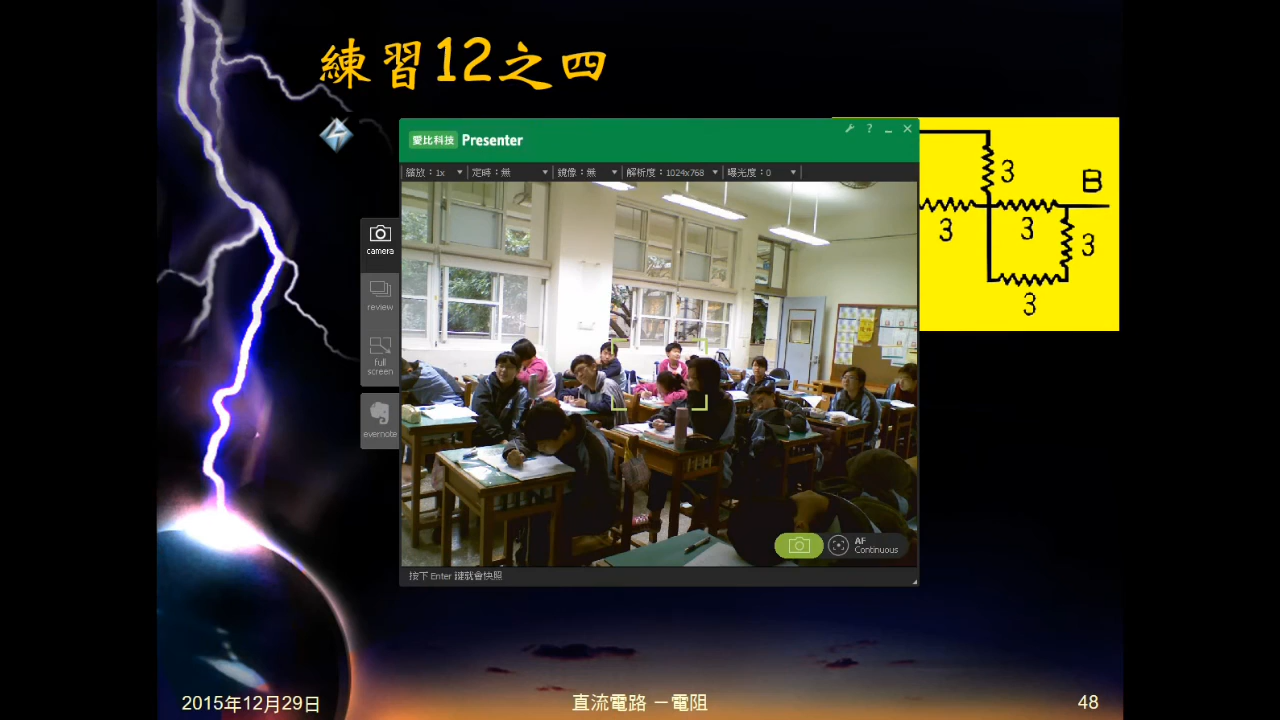 練習12之四
愛比科技 Presenter
縮放：1x 定時：無 鏡像：無 解析度：1024x768 曝光度：0
camera
review
full
screen
evernote
3
B
3
3
3
3
AF
Continuous
按下 Enter 鍵就會快照
2015年12月29日
直流電路 －電阻
48